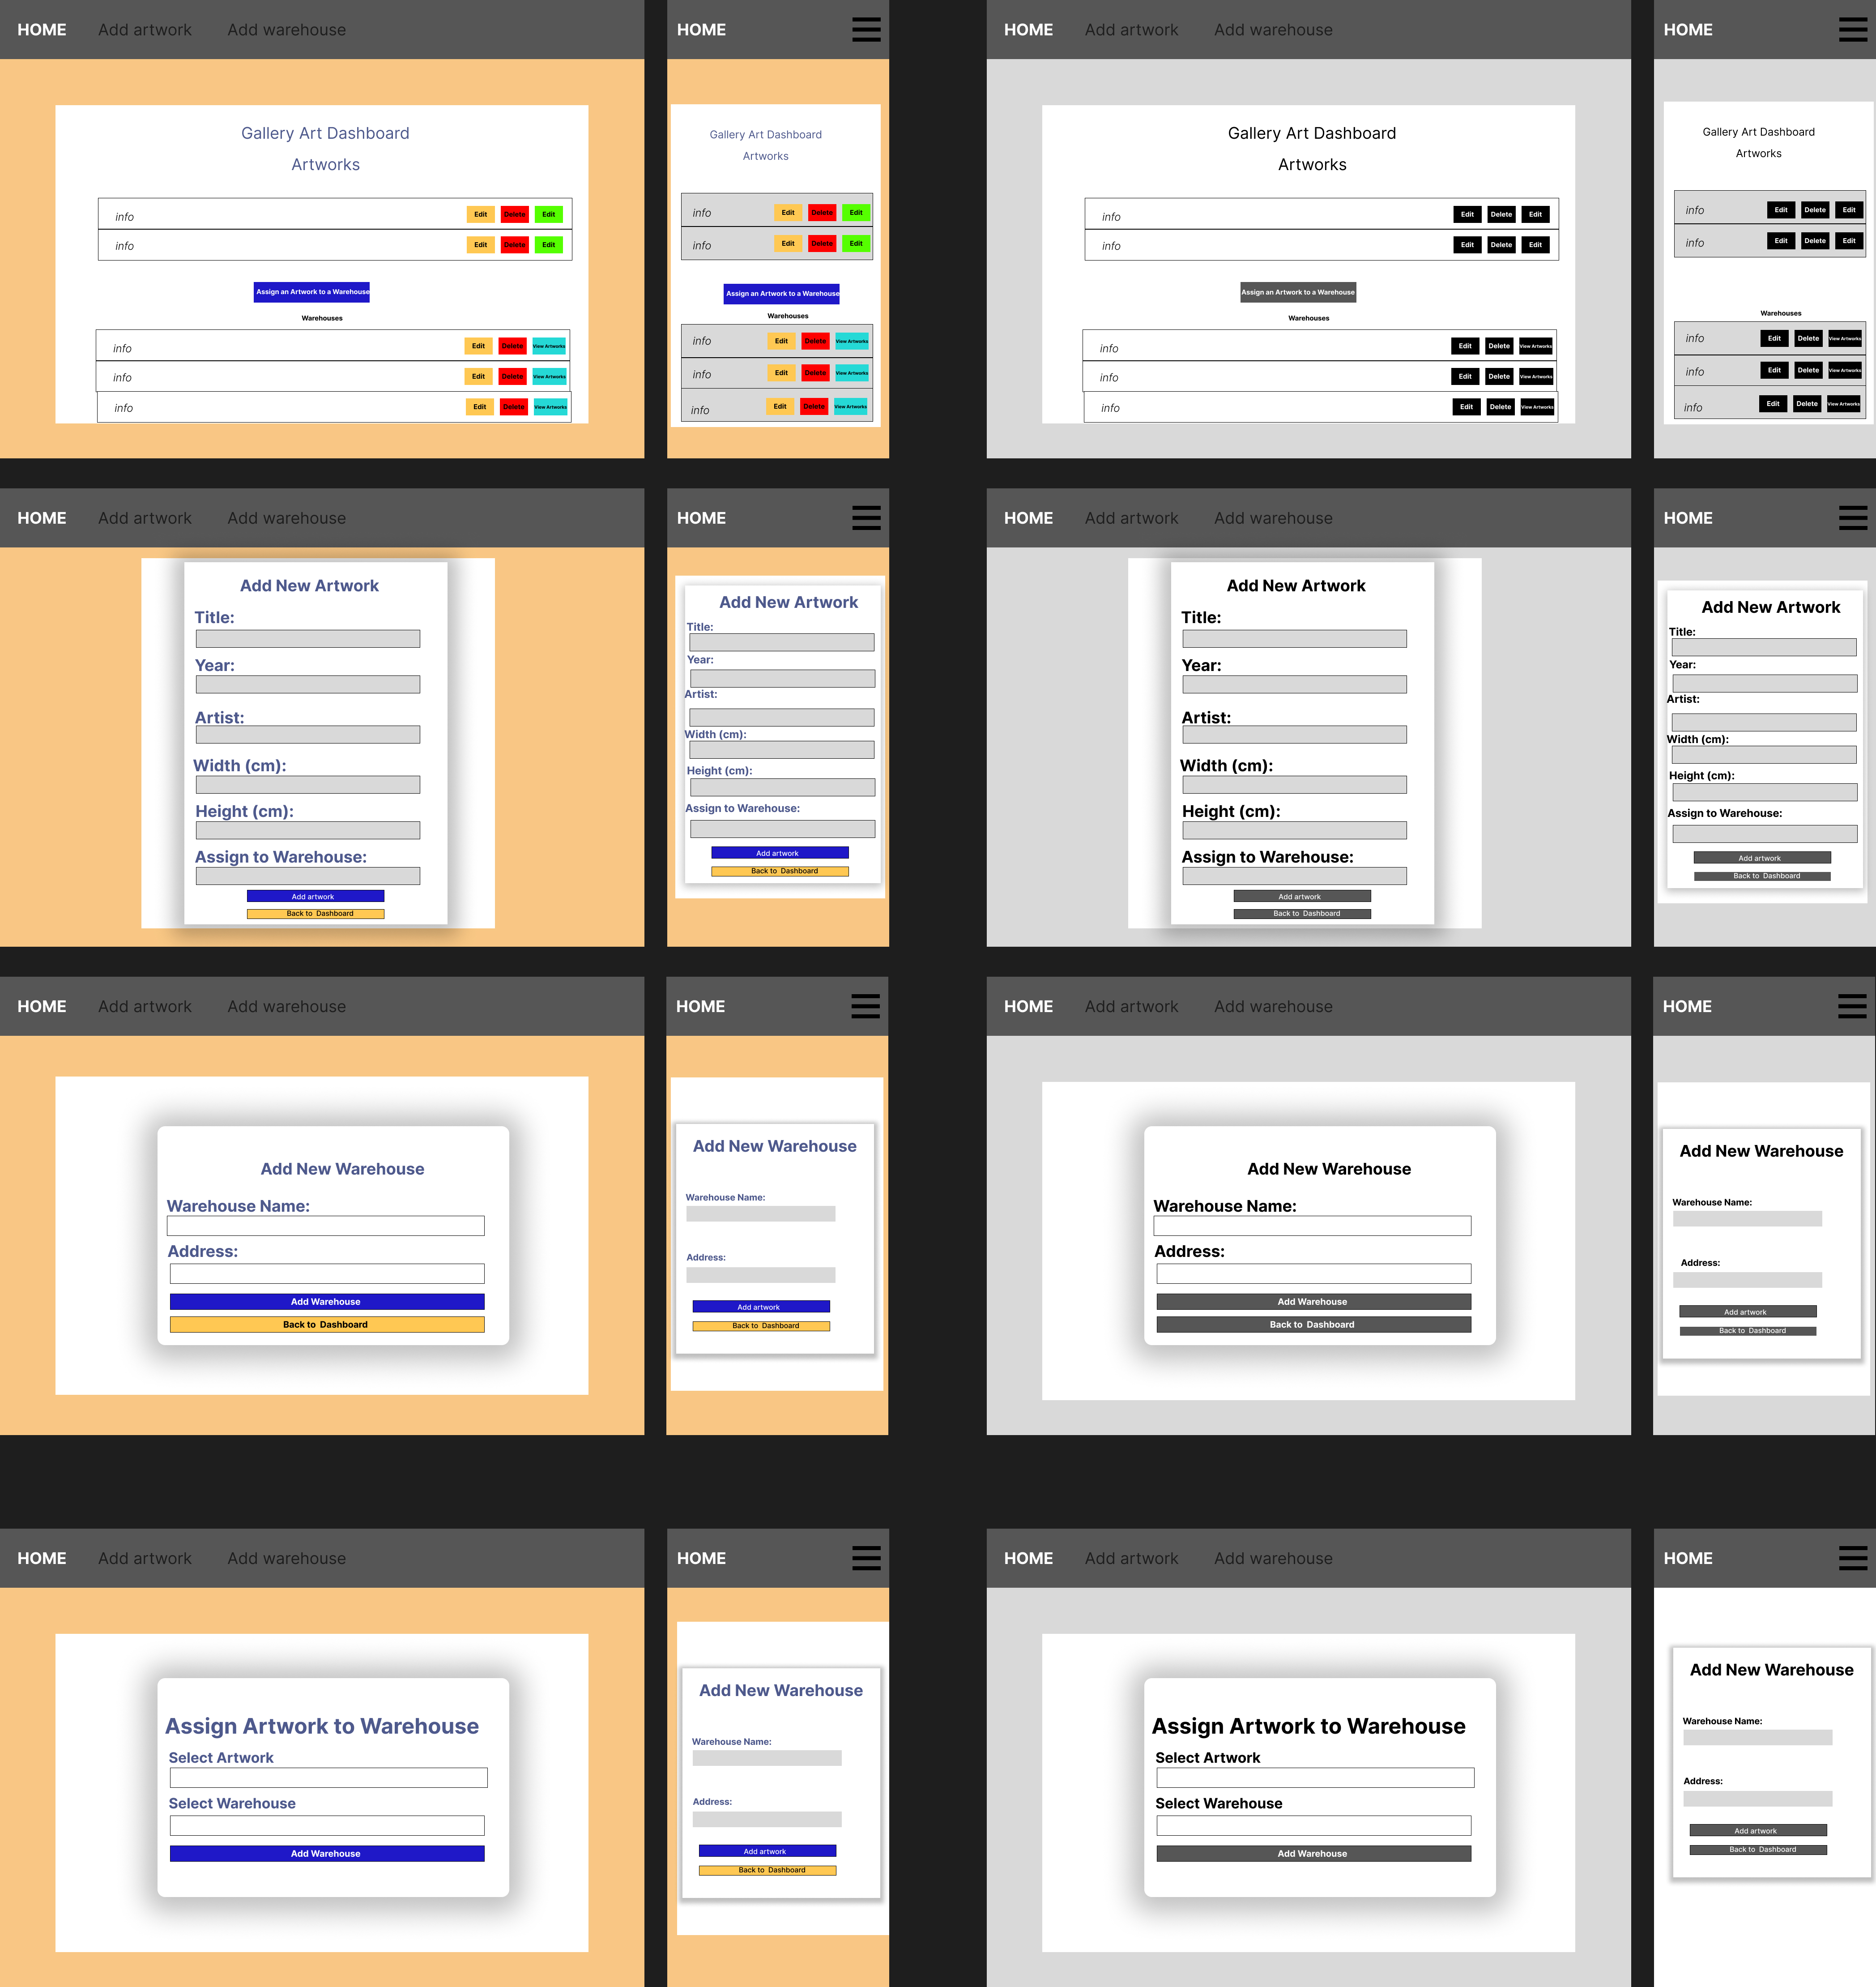 HOME Add artwork Add warehouse
Gallery Art Dashboard
Artworks
info Edit Delete Edit
info Edit Delete Edit
Assign an Artwork to a Warehouse
Warehouses
info Edit Delete View Artworks
info Edit Delete View Artworks
info Edit Delete View Artworks
HOME
Gallery Art Dashboard
Artworks
info Edit Delete Edit
info Edit Delete Edit
Assign an Artwork to a Warehouse
Warehouses
info Edit Delete View Artworks
info Edit Delete View Artworks
info Edit Delete View Artworks
HOME Add artwork Add warehouse
Gallery Art Dashboard
Artworks
info Edit Delete Edit
info Edit Delete Edit
Assign an Artwork to a Warehouse
Warehouses
info Edit Delete View Artworks
info Edit Delete View Artworks
info Edit Delete View Artworks
HOME
Gallery Art Dashboard
Artworks
info Edit Delete Edit
info Edit Delete Edit
Warehouses
info Edit Delete View Artworks
info Edit Delete View Artworks
info Edit Delete View Artworks
HOME Add artwork Add warehouse
Add New Artwork
Title:
Year:
Artist:
Width (cm):
Height (cm):
Assign to Warehouse:
Add artwork
Back to Dashboard
HOME
Add New Artwork
Title:
Year:
Artist:
Width (cm):
Height (cm):
Assign to Warehouse:
Add artwork
Back to Dashboard
HOME Add artwork Add warehouse
Add New Artwork
Title:
Year:
Artist:
Width (cm):
Height (cm):
Assign to Warehouse:
Add artwork
Back to Dashboard
HOME
Add New Artwork
Title:
Year:
Artist:
Width (cm):
Height (cm):
Assign to Warehouse:
Add artwork
Back to Dashboard
HOME Add artwork Add warehouse
Add New Warehouse
Warehouse Name:
Address:
Add Warehouse
Back to Dashboard
HOME
Add New Warehouse
Warehouse Name:
Address:
Add artwork
Back to Dashboard
HOME Add artwork Add warehouse
Add New Warehouse
Warehouse Name:
Address:
Add Warehouse
Back to Dashboard
HOME
Add New Warehouse
Warehouse Name:
Address:
Add artwork
Back to Dashboard
HOME Add artwork Add warehouse
Assign Artwork to Warehouse
Select Artwork
Select Warehouse
Add Warehouse
HOME
Add New Warehouse
Warehouse Name:
Address:
Add artwork
Back to Dashboard
HOME Add artwork Add warehouse
Assign Artwork to Warehouse
Select Artwork
Select Warehouse
Add Warehouse
HOME
Add New Warehouse
Warehouse Name:
Address:
Add artwork
Back to Dashboard